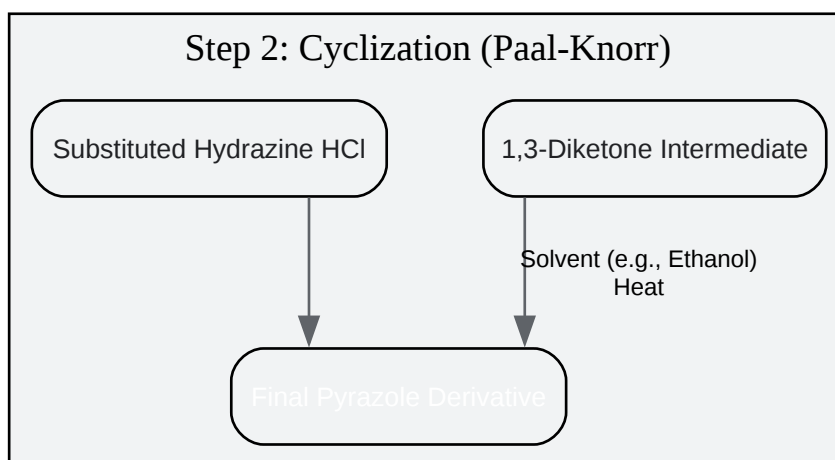 Step 2: Cyclization (Paal-Knorr)
Substituted Hydrazine HCl
1,3-Diketone Intermediate
Solvent (e.g., Ethanol)
Heat
Final Pyrazole Derivative